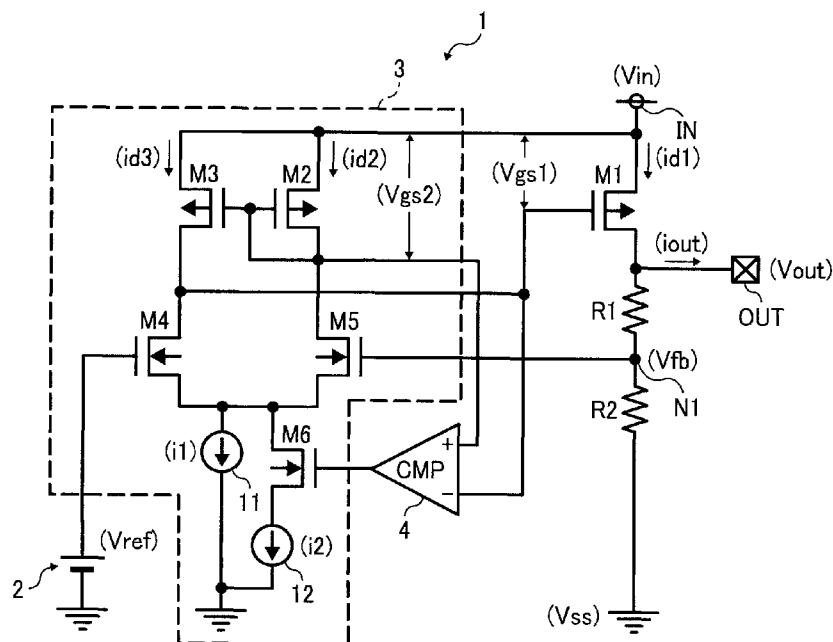 1
3
(Vin)
IN
(id3)
(id2)
(Vgs2)
(Vgs1)
(id1)
M3
M2
M1
(iout)
(Vout)
OUT
R1
M4
M5
(Vfb)
N1
R2
(i1)
11
M6
+
CMP
−
4
(Vref)
2
(i2)
12
(Vss)